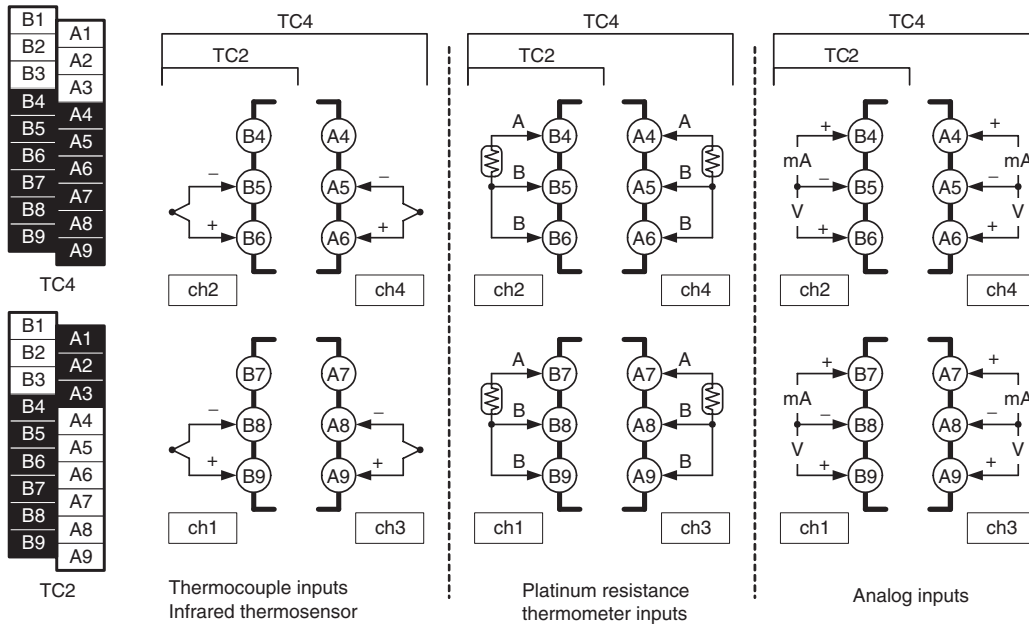 B1
A1
B2
A2
B3
A3
B4
A4
B5
A5
B6
A6
B7
A7
B8
A8
B9
A9
TC4
B1
A1
B2
A2
B3
A3
B4
A4
B5
A5
B6
A6
B7
A7
B8
A8
B9
A9
TC2
TC4
TC2
B4 A4
– B5 A5 –
+ B6 A6 +
ch2 ch4
B7 A7
– B8 A8 –
+ B9 A9 +
ch1 ch3
Thermocouple inputs
Infrared thermosensor
TC4
TC2
A B4 A4 A
B B5 A5 B
B B6 A6 B
ch2 ch4
A B7 A7 A
B B8 A8 B
B B9 A9 B
ch1 ch3
Platinum resistance
thermometer inputs
TC4
TC2
+ B4 A4 +
mA mA
– B5 A5 –
V V
+ B6 A6 +
ch2 ch4
+ B7 A7 +
mA mA
– B8 A8 –
V V
+ B9 A9 +
ch1 ch3
Analog inputs